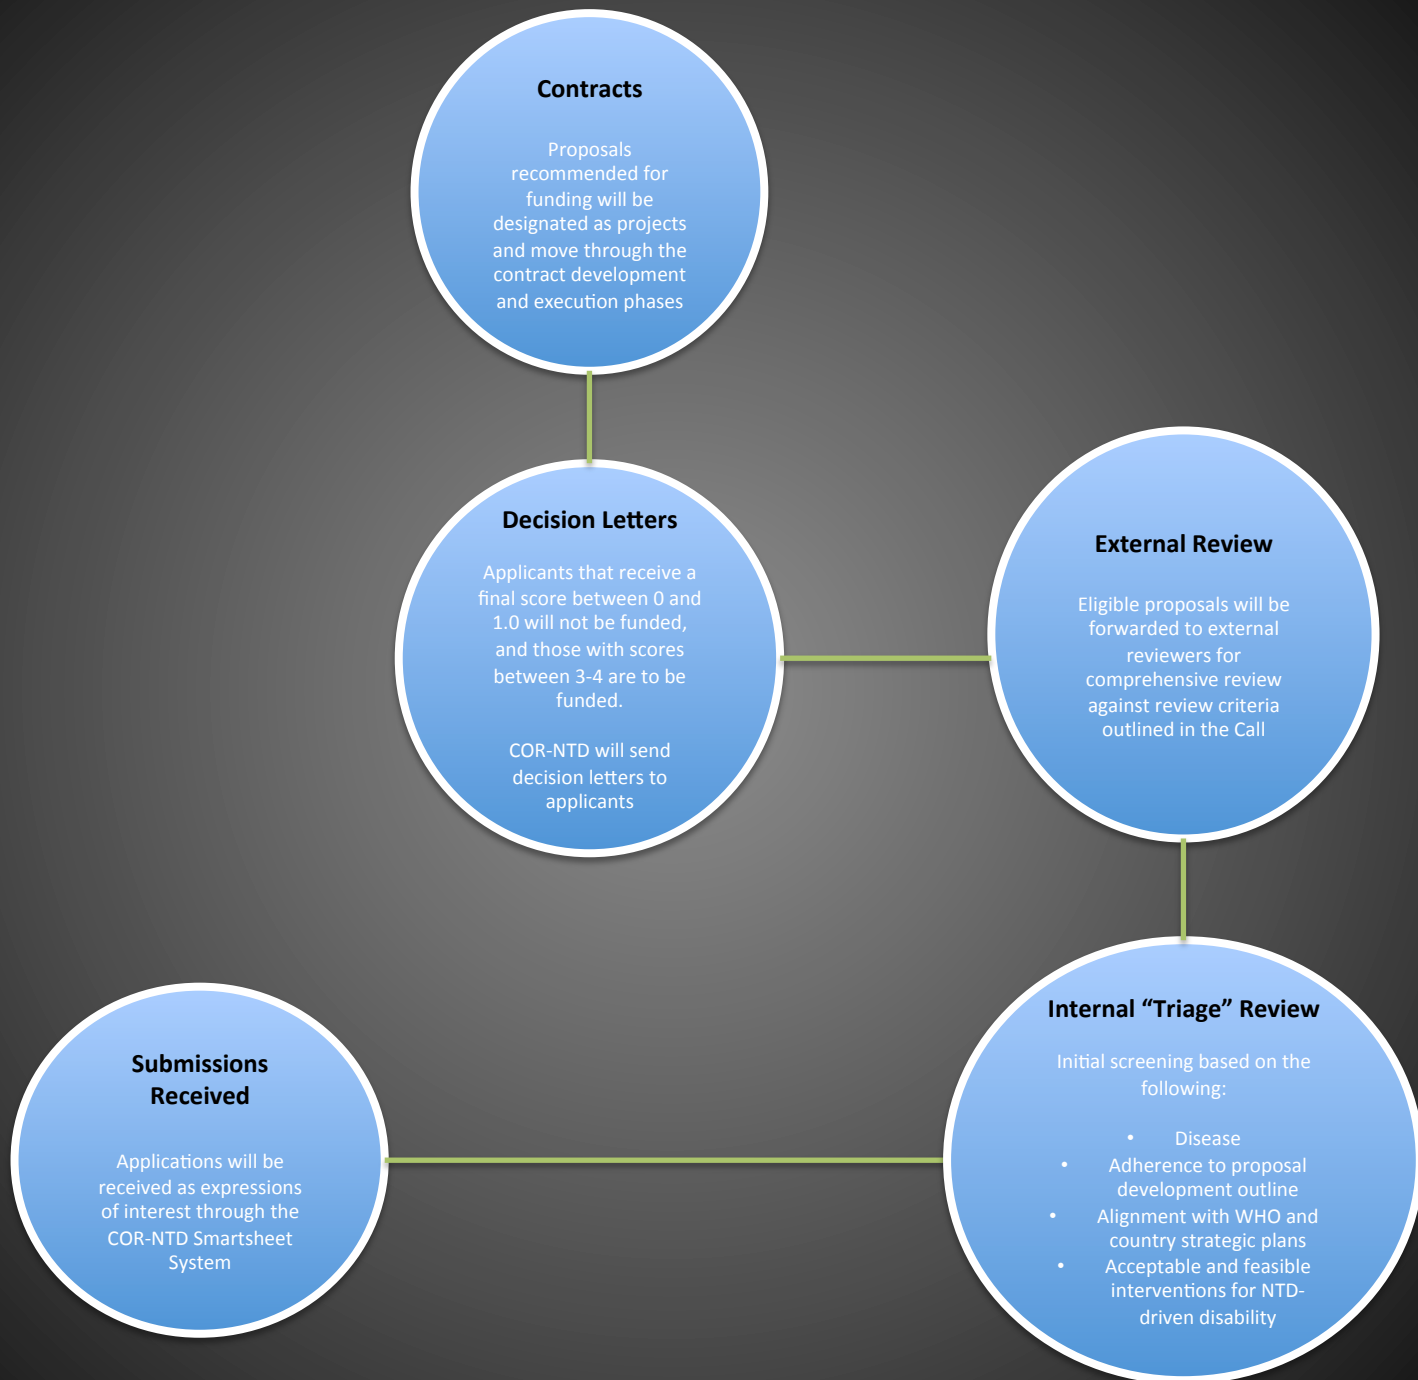 Contracts
Proposals
recommended for
funding will be
designated as projects
and move through the
contract development
and execution phases
Decision Letters
Applicants that receive a
final score between 0 and
1.0 will not be funded,
and those with scores
between 3-4 are to be
funded.
COR-NTD will send
decision letters to
applicants
External Review
Eligible proposals will be
forwarded to external
reviewers for
comprehensive review
against review criteria
outlined in the Call
Submissions
Received
Applications will be
received as expressions
of interest through the
COR-NTD Smartsheet
System
Internal “Triage” Review
Initial screening based on the
following:
• Disease
• Adherence to proposal
development outline
• Alignment with WHO and
country strategic plans
• Acceptable and feasible
interventions for NTD-
driven disability